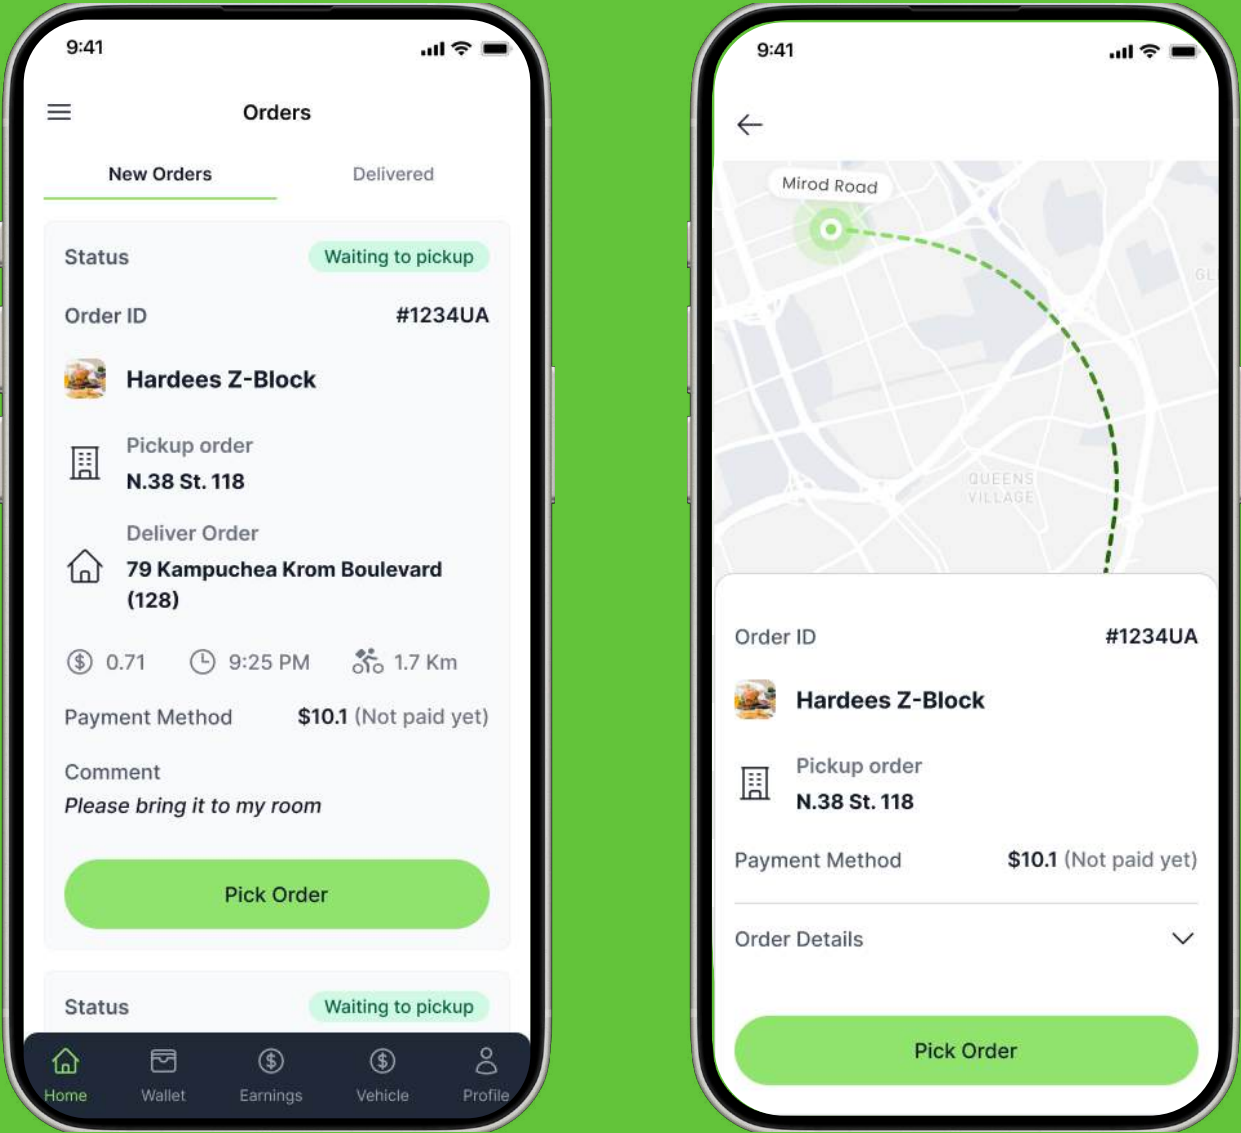 9:41
Orders
New Orders
Delivered
Status
Waiting to pickup
Order ID
#1234UA
Hardees Z-Block
Pickup order
N.38 St. 118
Deliver Order
79 Kampuchea Krom Boulevard
(128)
0.71
9:25 PM
1.7 Km
Payment Method
$10.1 (Not paid yet)
Comment
Please bring it to my room
Pick Order
Status
Waiting to pickup
Home
Wallet
Earnings
Vehicle
Profile
9:41
Mirod Road
GL
QUEENS
VILLAGE
Order ID
#1234UA
Hardees Z-Block
Pickup order
N.38 St. 118
Payment Method
$10.1 (Not paid yet)
Order Details
Pick Order